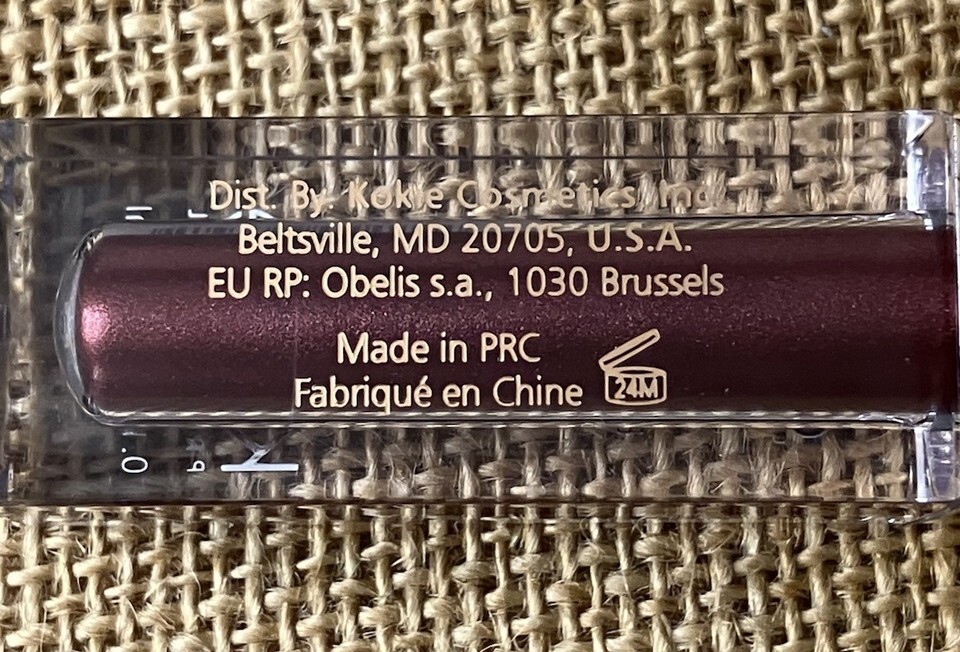 Dist. By: Kokie Cosmetics, Inc.
Beltsville, MD 20705, U.S.A.
EU RP: Obelis s.a., 1030 Brussels
Made in PRC
Fabriqué en Chine
24M